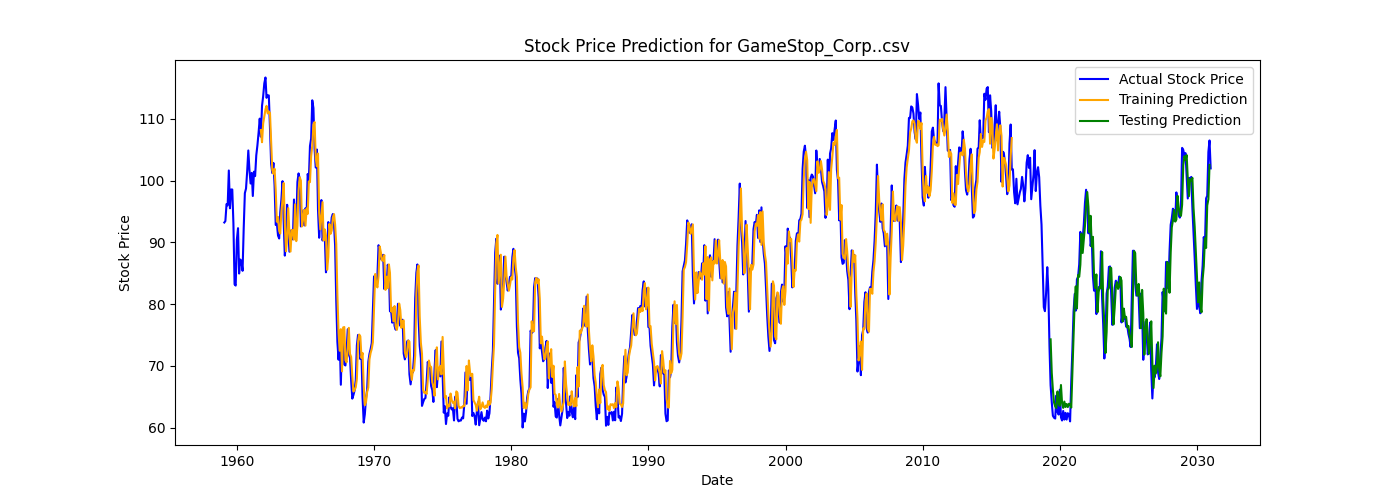 Stock Price Prediction for GameStop_Corp..csv
Actual Stock Price
Training Prediction
Testing Prediction
Stock Price
110
100
90
80
70
60
1960
1970
1980
1990
2000
2010
2020
2030
Date